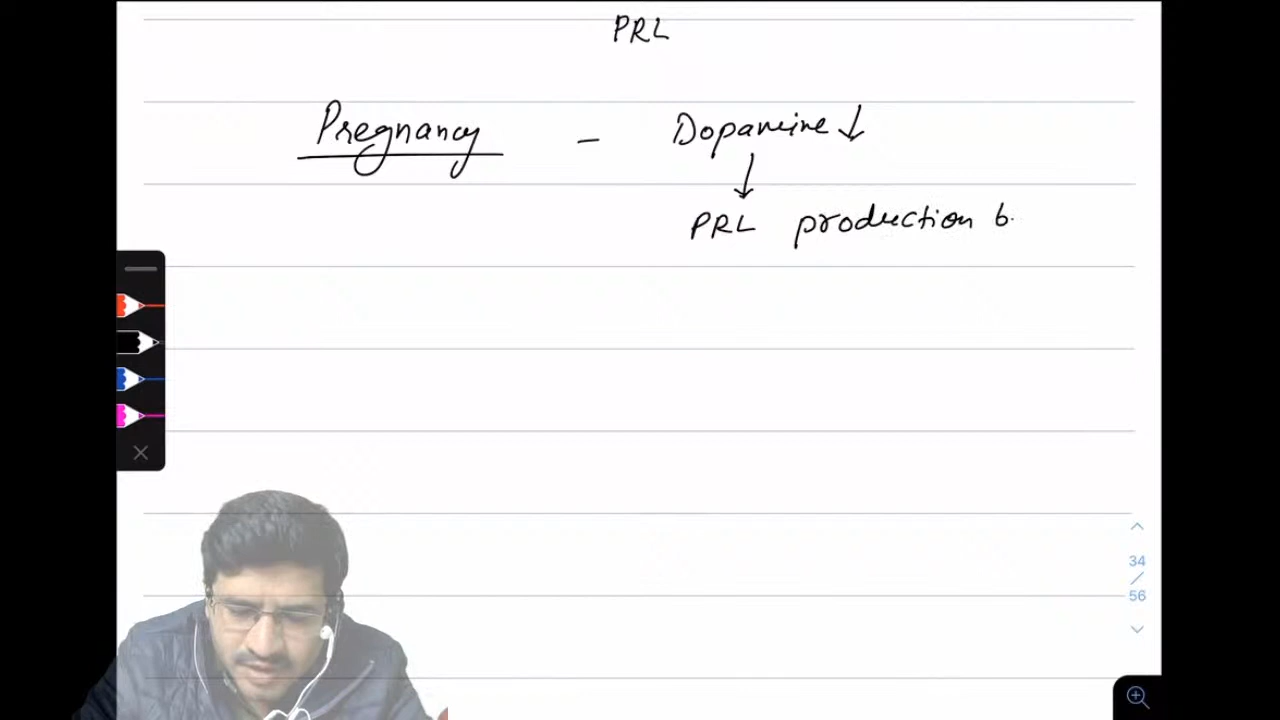 PRL
Pregnancy - Dopamine ↓
↓
PRL production b
34
/
56